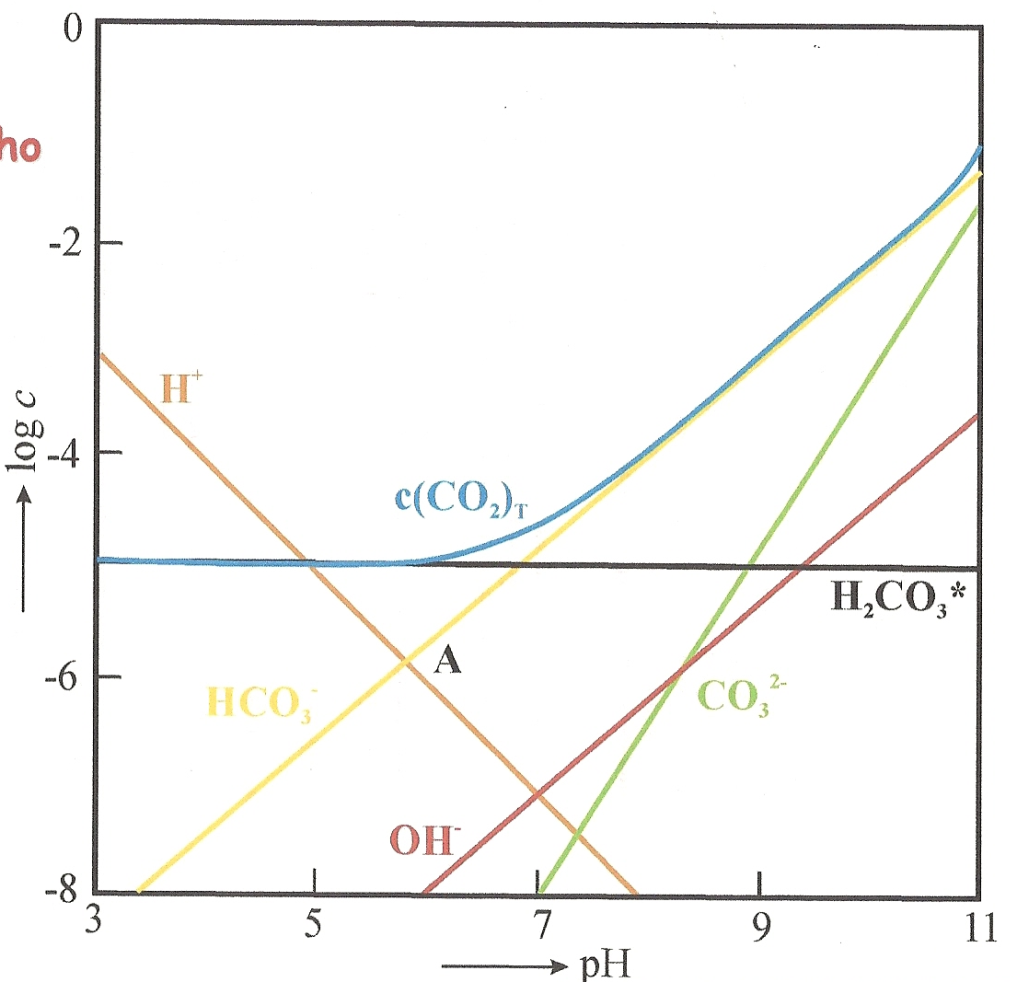 0
ho
-2
H⁺
log c
-4
c(CO₂)ₜ
H₂CO₃*
A
-6
HCO₃⁻
CO₃²⁻
OH⁻
-8
3 5 7 9 11
pH